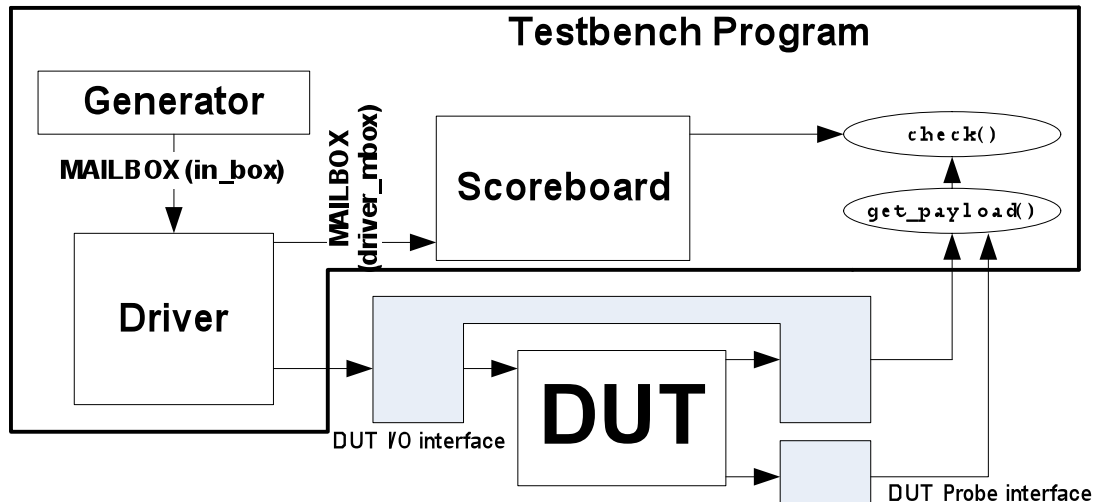 Testbench Program
Generator
MAILBOX (in_box)
MAILBOX
(driver_mbox)
Scoreboard
check()
get_payload()
Driver
DUT
DUT I/O interface
DUT Probe interface